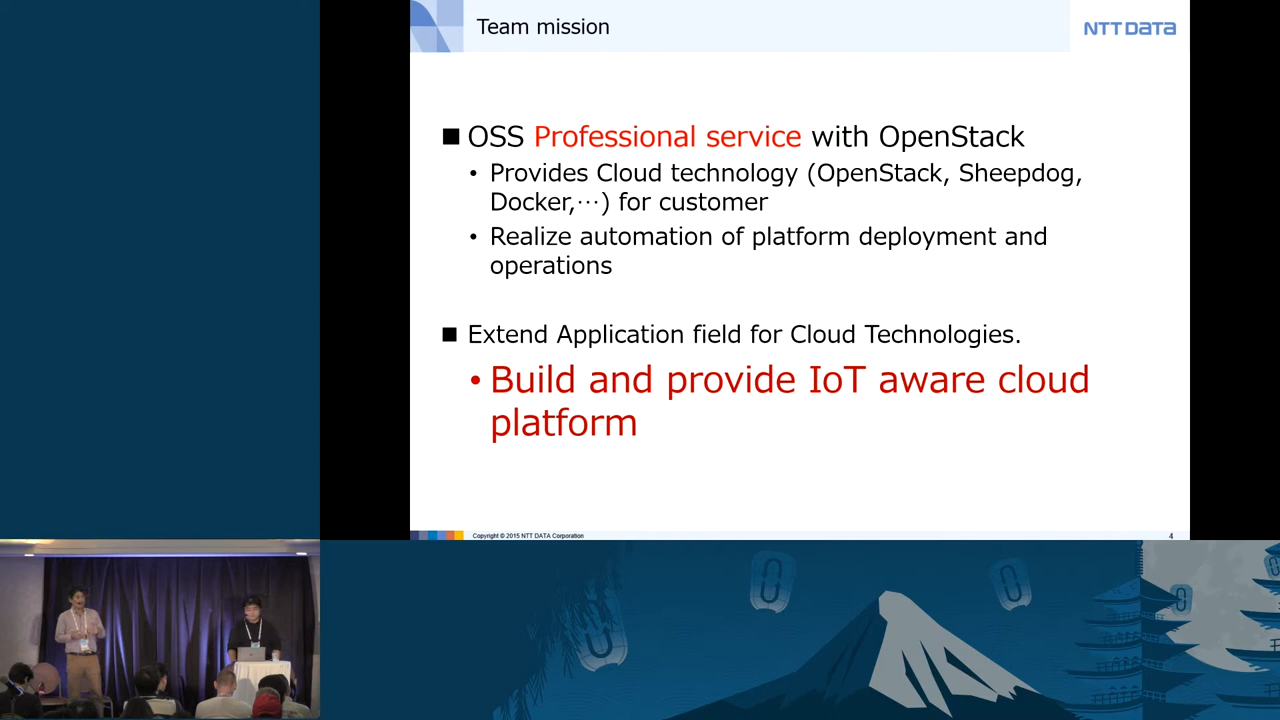 Team mission
NTT DATA
■ OSS Professional service with OpenStack
• Provides Cloud technology (OpenStack, Sheepdog,
Docker,⋯) for customer
• Realize automation of platform deployment and
operations
■ Extend Application field for Cloud Technologies.
• Build and provide IoT aware cloud
platform
Copyright © 2015 NTT DATA Corporation
4